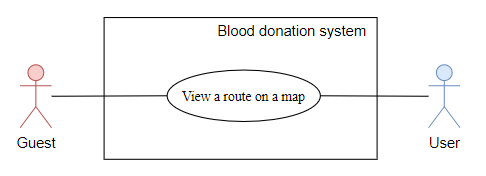 Blood donation system
View a route on a map
Guest
User